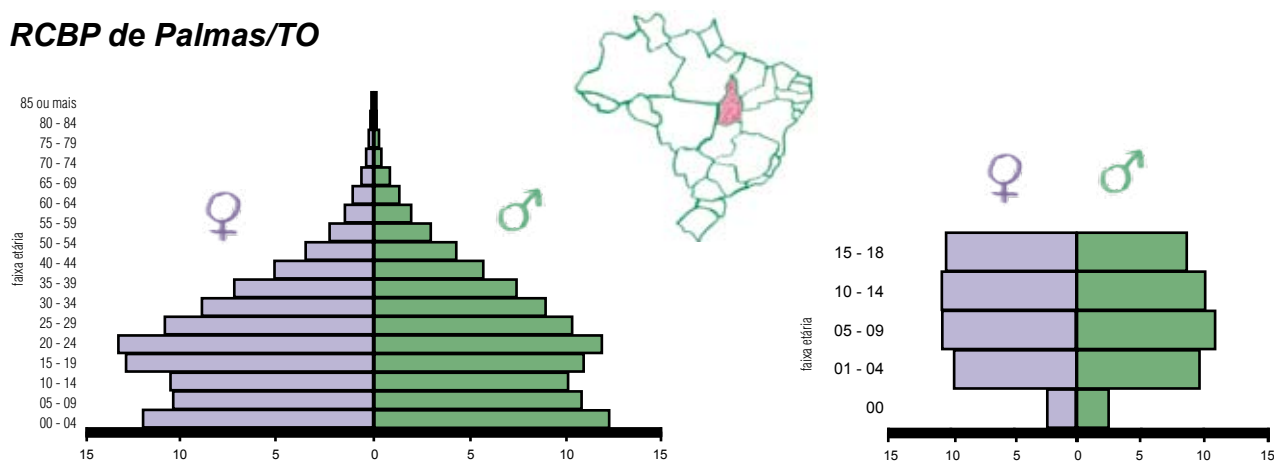 RCBP de Palmas/TO
faixa etária
85 ou mais
80 - 84
75 - 79
70 - 74
65 - 69
60 - 64
55 - 59
50 - 54
40 - 44
35 - 39
30 - 34
25 - 29
20 - 24
15 - 19
10 - 14
05 - 09
00 - 04
15 10 5 0 5 10 15
faixa etária
15 - 18
10 - 14
05 - 09
01 - 04
00
15 10 5 0 5 10 15